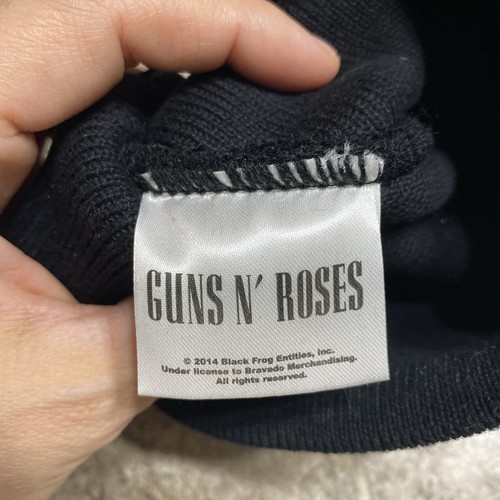 GUNS N' ROSES
© 2014 Black Frog Entities, Inc.
Under license to Bravado Merchandising.
All rights reserved.